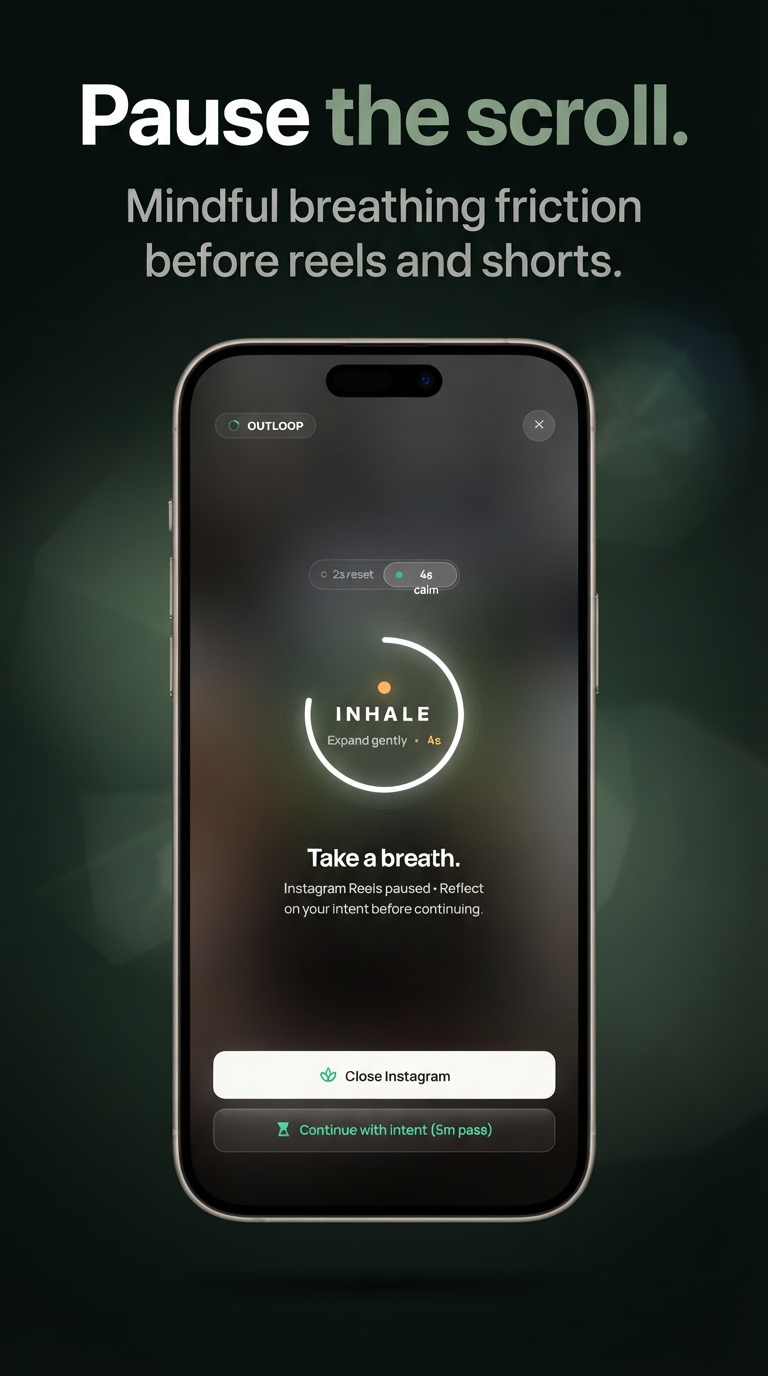 Pause the scroll.
Mindful breathing friction
before reels and shorts.
OUTLOOP
2s reset
4s
calm
INHALE
Expand gently • 4s
Take a breath.
Instagram Reels paused • Reflect
on your intent before continuing.
Close Instagram
Continue with intent (5m pass)